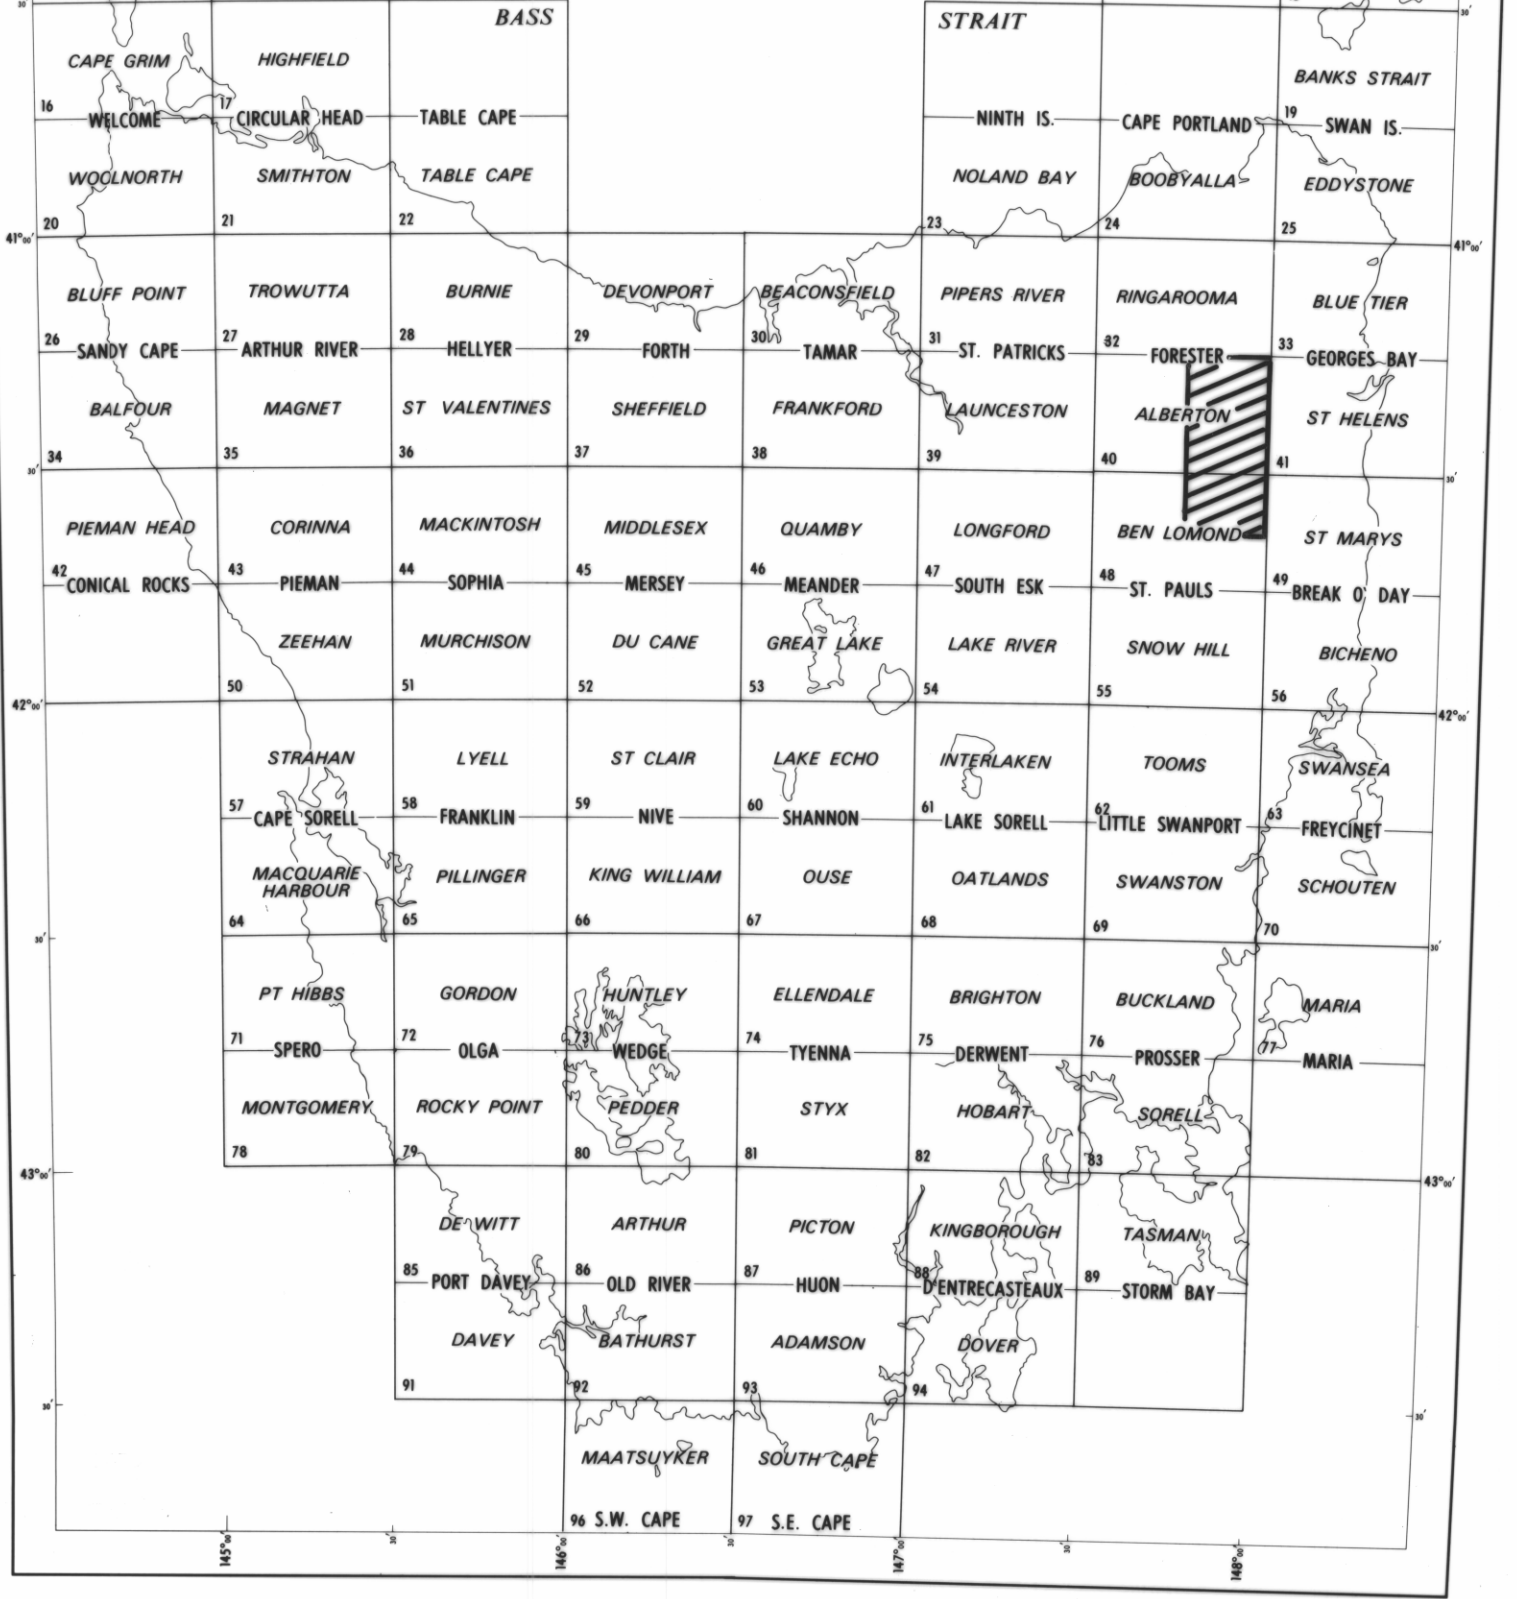 BASS STRAIT
30' 30'
CAPE GRIM HIGHFIELD BANKS STRAIT
16 WELCOME 17 CIRCULAR HEAD TABLE CAPE NINTH IS. CAPE PORTLAND 19 SWAN IS.
WOOLNORTH SMITHTON TABLE CAPE NOLAND BAY BOOBYALLA EDDYSTONE
20 21 22 23 24 25
41°00' 41°00'
BLUFF POINT TROWUTTA BURNIE DEVONPORT BEACONSFIELD PIPERS RIVER RINGAROOMA BLUE TIER
26 SANDY CAPE 27 ARTHUR RIVER 28 HELLYER 29 FORTH 30 TAMAR 31 ST. PATRICKS 32 FORESTER 33 GEORGES BAY
BALFOUR MAGNET ST VALENTINES SHEFFIELD FRANKFORD LAUNCESTON ALBERTON ST HELENS
34 35 36 37 38 39 40 41
30' 30'
PIEMAN HEAD CORINNA MACKINTOSH MIDDLESEX QUAMBY LONGFORD BEN LOMOND ST MARYS
42 CONICAL ROCKS 43 PIEMAN 44 SOPHIA 45 MERSEY 46 MEANDER 47 SOUTH ESK 48 ST. PAULS 49 BREAK O' DAY
ZEEHAN MURCHISON DU CANE GREAT LAKE LAKE RIVER SNOW HILL BICHENO
50 51 52 53 54 55 56
42°00' 42°00'
STRAHAN LYELL ST CLAIR LAKE ECHO INTERLAKEN TOOMS SWANSEA
57 CAPE SORELL 58 FRANKLIN 59 NIVE 60 SHANNON 61 LAKE SORELL 62 LITTLE SWANPORT 63 FREYCINET
MACQUARIE HARBOUR PILLINGER KING WILLIAM OUSE OATLANDS SWANSTON SCHOUTEN
64 65 66 67 68 69 70
30' 30'
PT HIBBS GORDON HUNTLEY ELLENDALE BRIGHTON BUCKLAND MARIA
71 SPERO 72 OLGA 73 WEDGE 74 TYENNA 75 DERWENT 76 PROSSER 77 MARIA
MONTGOMERY ROCKY POINT PEDDER STYX HOBART SORELL
78 79 80 81 82 83
43°00' 43°00'
DE WITT ARTHUR PICTON KINGBOROUGH TASMAN
85 PORT DAVEY 86 OLD RIVER 87 HUON 88 D'ENTRECASTEAUX 89 STORM BAY
DAVEY BATHURST ADAMSON DOVER
91 92 93 94
30' 30'
MAATSUYKER SOUTH CAPE
96 S.W. CAPE 97 S.E. CAPE
145°00' 30' 146°00' 30' 147°00' 30' 148°00'